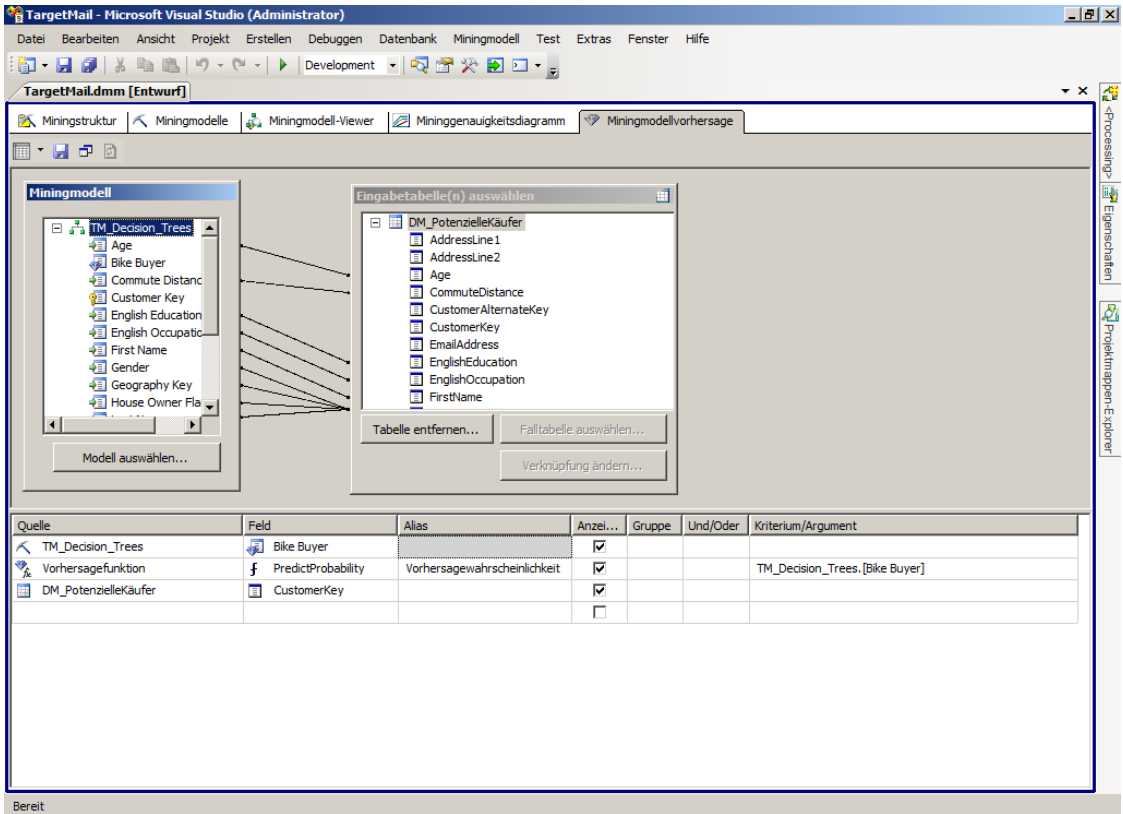 TargetMail - Microsoft Visual Studio (Administrator)
Datei Bearbeiten Ansicht Projekt Erstellen Debuggen Datenbank Miningmodell Test Extras Fenster Hilfe
Development
TargetMail.dmm [Entwurf]
Miningstruktur Miningmodelle Miningmodell-Viewer Mininggenauigkeitsdiagramm Miningmodellvorhersage
Miningmodell
TM_Decision_Trees
Age
Bike Buyer
Commute Distanc
Customer Key
English Education
English Occupatio
First Name
Gender
Geography Key
House Owner Fla
Modell auswählen...
Eingabetabelle(n) auswählen
DM_PotenzielleKäufer
AddressLine1
AddressLine2
Age
CommuteDistance
CustomerAlternateKey
CustomerKey
EmailAddress
EnglishEducation
EnglishOccupation
FirstName
Tabelle entfernen... Falltabelle auswählen...
Verknüpfung ändern...
Quelle Feld Alias Anzei... Gruppe Und/Oder Kriterium/Argument
TM_Decision_Trees Bike Buyer
Vorhersagefunktion PredictProbability Vorhersagewahrscheinlichkeit TM_Decision_Trees.[Bike Buyer]
DM_PotenzielleKäufer CustomerKey
<Processing>
Eigenschaften
Projektmappen-Explorer
Bereit